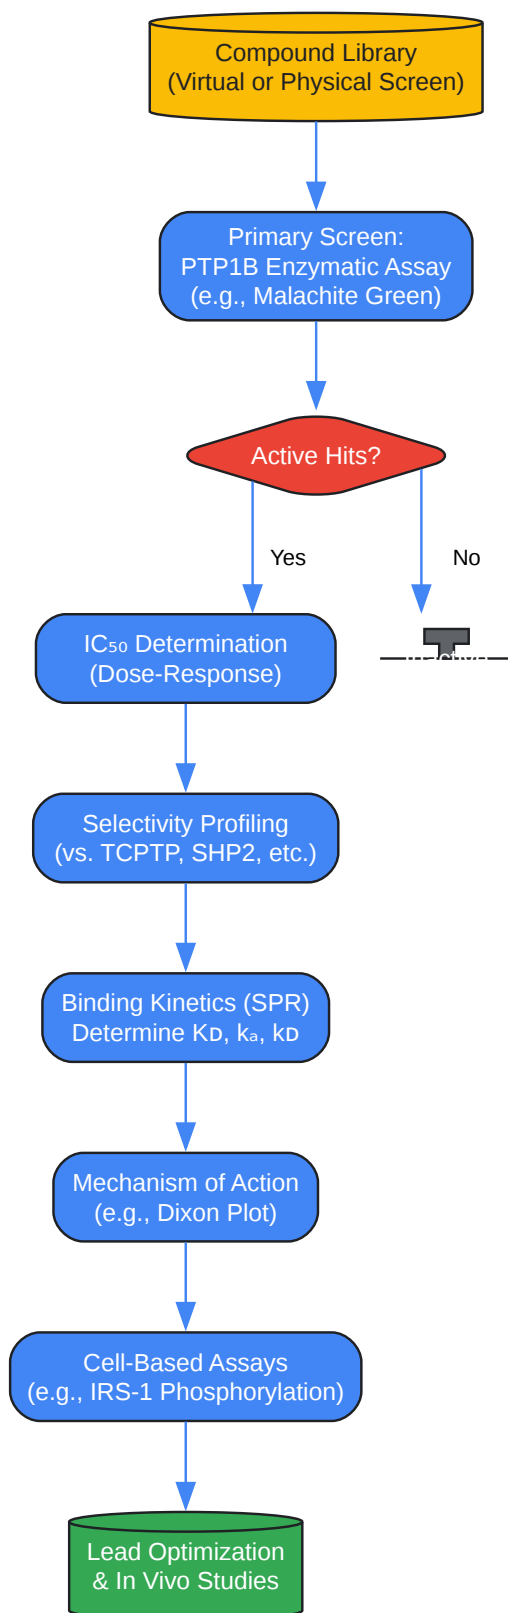 Compound Library
(Virtual or Physical Screen)
Primary Screen:
PTP1B Enzymatic Assay
(e.g., Malachite Green)
Active Hits?
Yes
No
IC₅₀ Determination
(Dose-Response)
Inactive
Selectivity Profiling
(vs. TCPTP, SHP2, etc.)
Binding Kinetics (SPR)
Determine Kᴅ, kₐ, kᴅ
Mechanism of Action
(e.g., Dixon Plot)
Cell-Based Assays
(e.g., IRS-1 Phosphorylation)
Lead Optimization
& In Vivo Studies